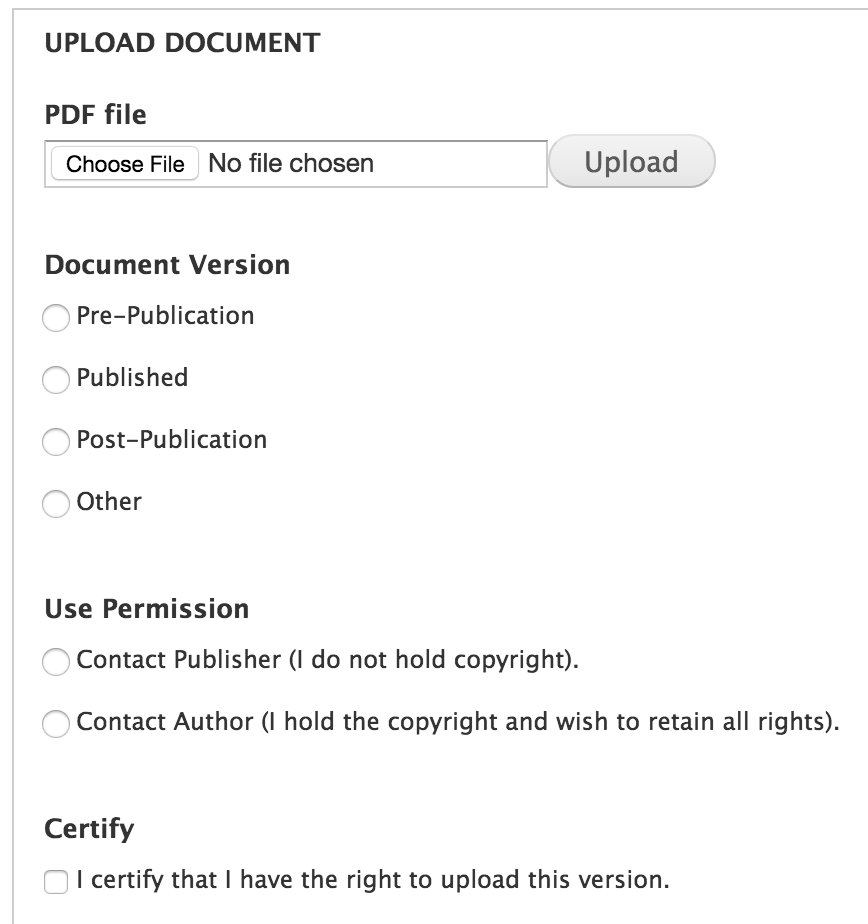 UPLOAD DOCUMENT
PDF file
Choose File No file chosen Upload
Document Version
Pre-Publication
Published
Post-Publication
Other
Use Permission
Contact Publisher (I do not hold copyright).
Contact Author (I hold the copyright and wish to retain all rights).
Certify
I certify that I have the right to upload this version.